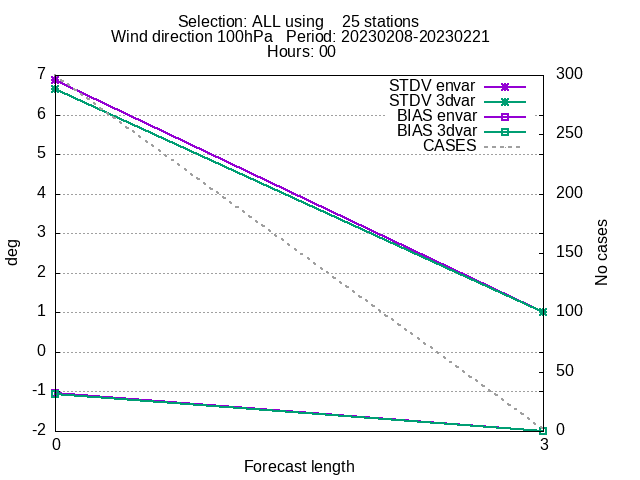 Selection: ALL using    25 stations
Wind direction 100hPa   Period: 20230208-20230221
Hours: 00
7
6
5
4
3
2
1
0
-1
-2
deg
300
250
200
150
100
50
0
No cases
STDV envar
STDV 3dvar
BIAS envar
BIAS 3dvar
CASES
0 3
Forecast length